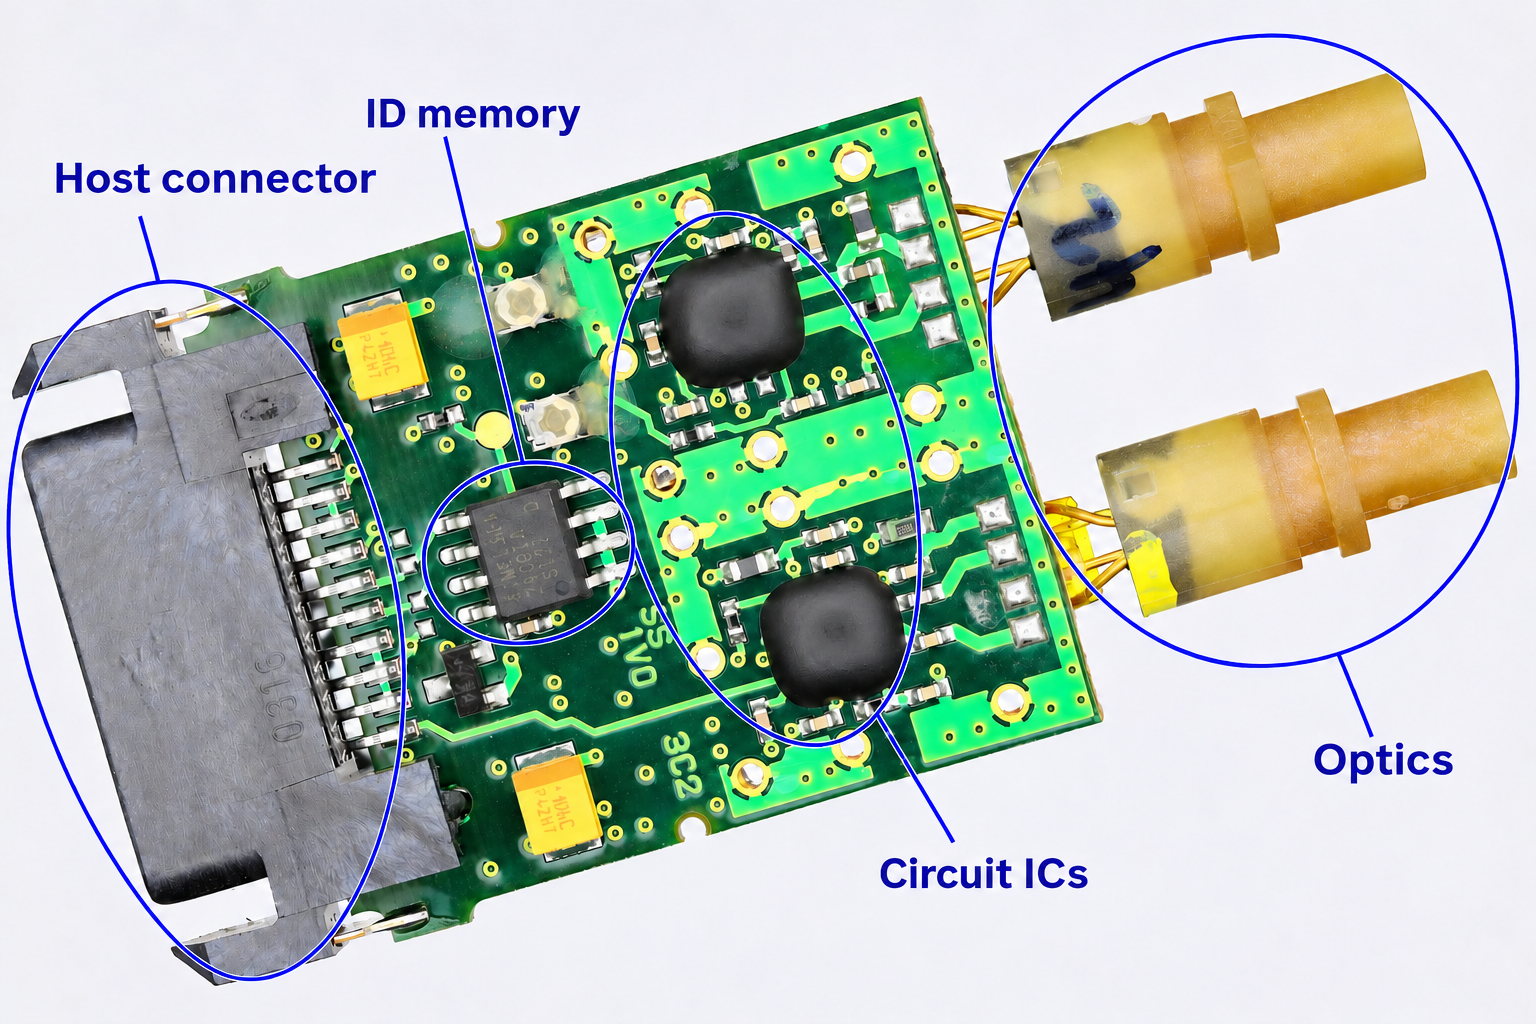 ID memory
Host connector
0316
SS
1V0
3C2
Optics
Circuit ICs